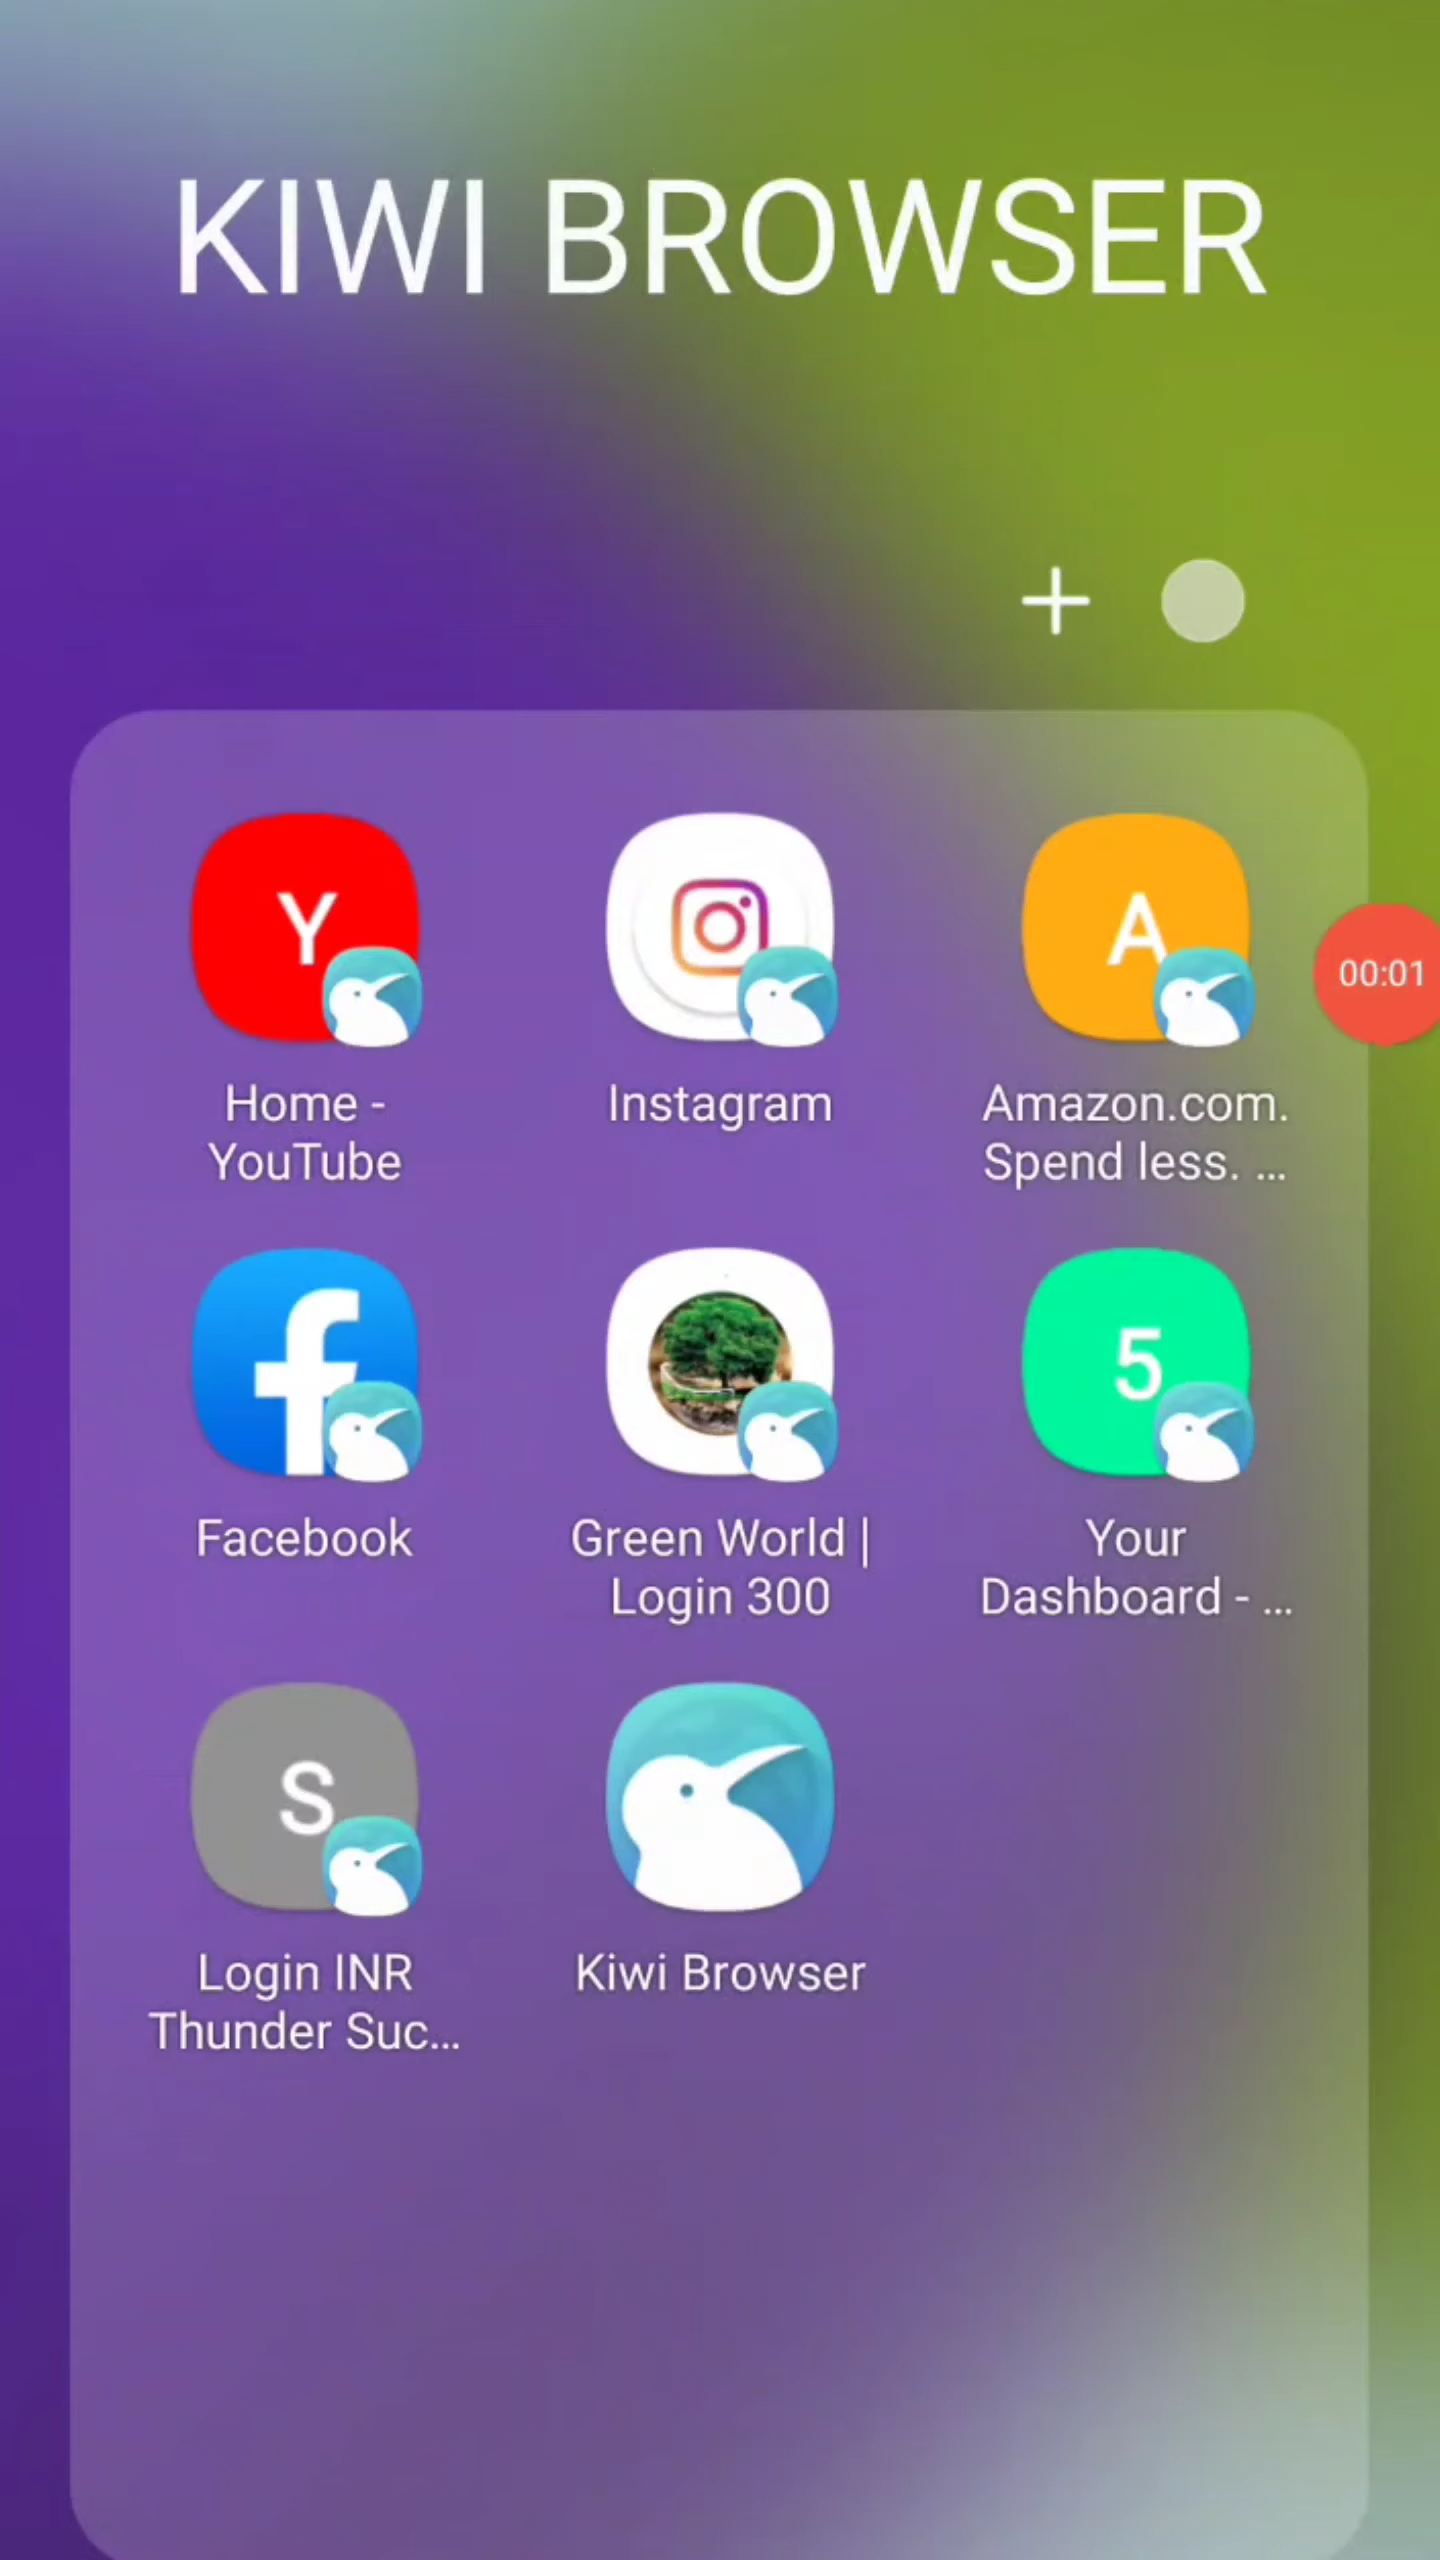 KIWI BROWSER
Y
A
00:01
Home -
YouTube
Instagram
Amazon.com.
Spend less. ...
5
Facebook
Green World |
Login 300
Your
Dashboard - ...
S
Login INR
Thunder Suc...
Kiwi Browser